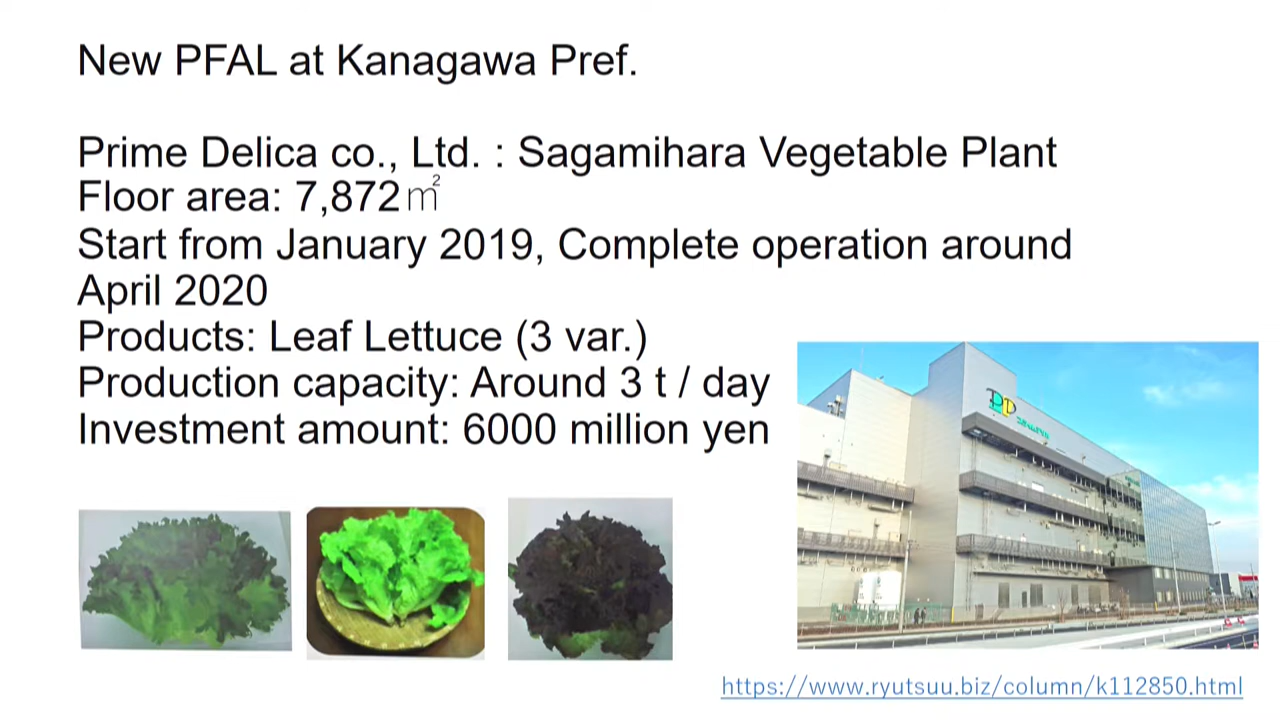 New PFAL at Kanagawa Pref.
Prime Delica co., Ltd. : Sagamihara Vegetable Plant
Floor area: 7,872㎡
Start from January 2019, Complete operation around
April 2020
Products: Leaf Lettuce (3 var.)
Production capacity: Around 3 t / day
Investment amount: 6000 million yen
https://www.ryutsuu.biz/column/k112850.html